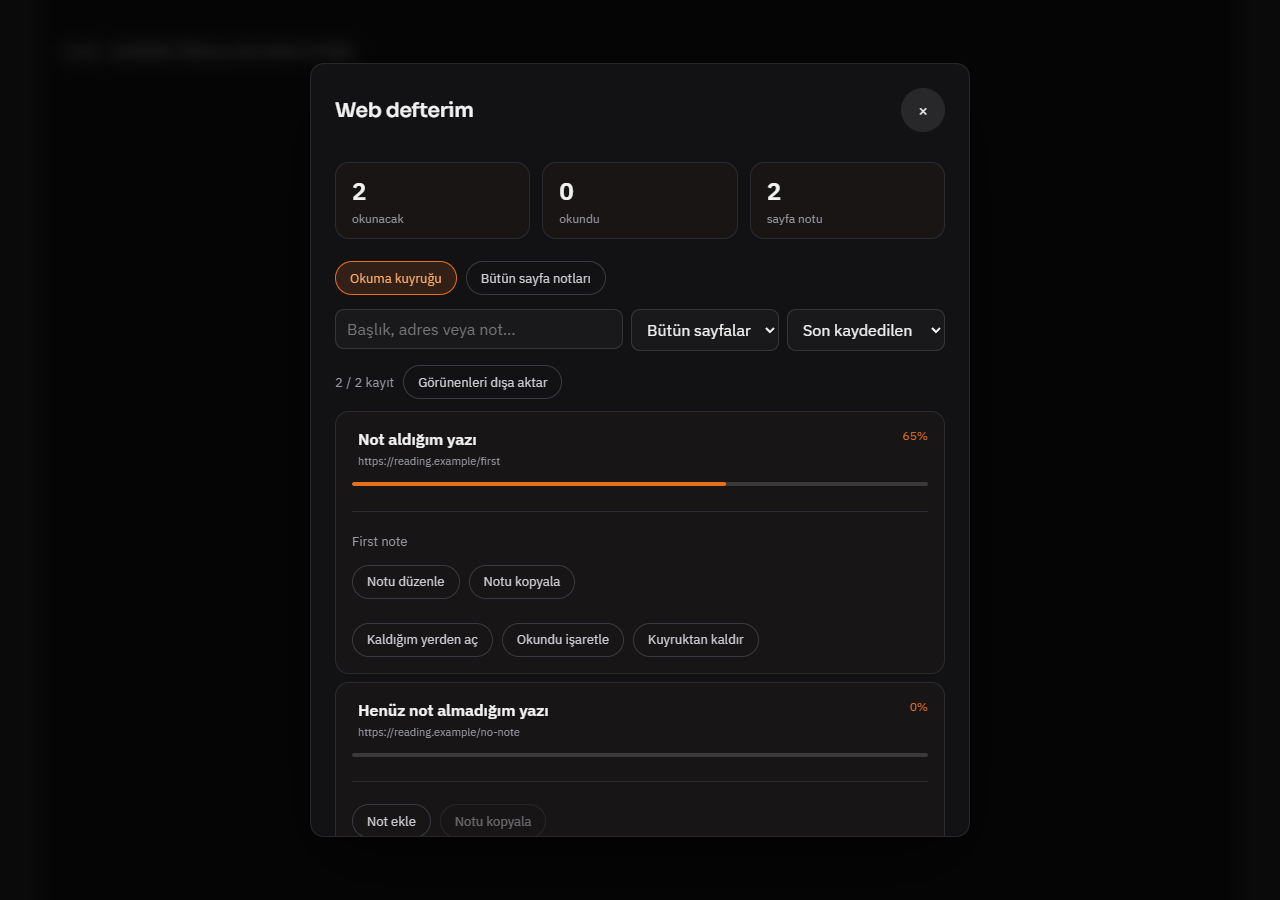 Web defterim
×
2
okunacak
0
okundu
2
sayfa notu
Okuma kuyruğu
Bütün sayfa notları
Başlık, adres veya not...
Bütün sayfalar
Son kaydedilen
2 / 2 kayıt
Görünenleri dışa aktar
Not aldığım yazı
65%
https://reading.example/first
First note
Notu düzenle
Notu kopyala
Kaldığım yerden aç
Okundu işaretle
Kuyruktan kaldır
Henüz not almadığım yazı
0%
https://reading.example/no-note
Not ekle
Notu kopyala